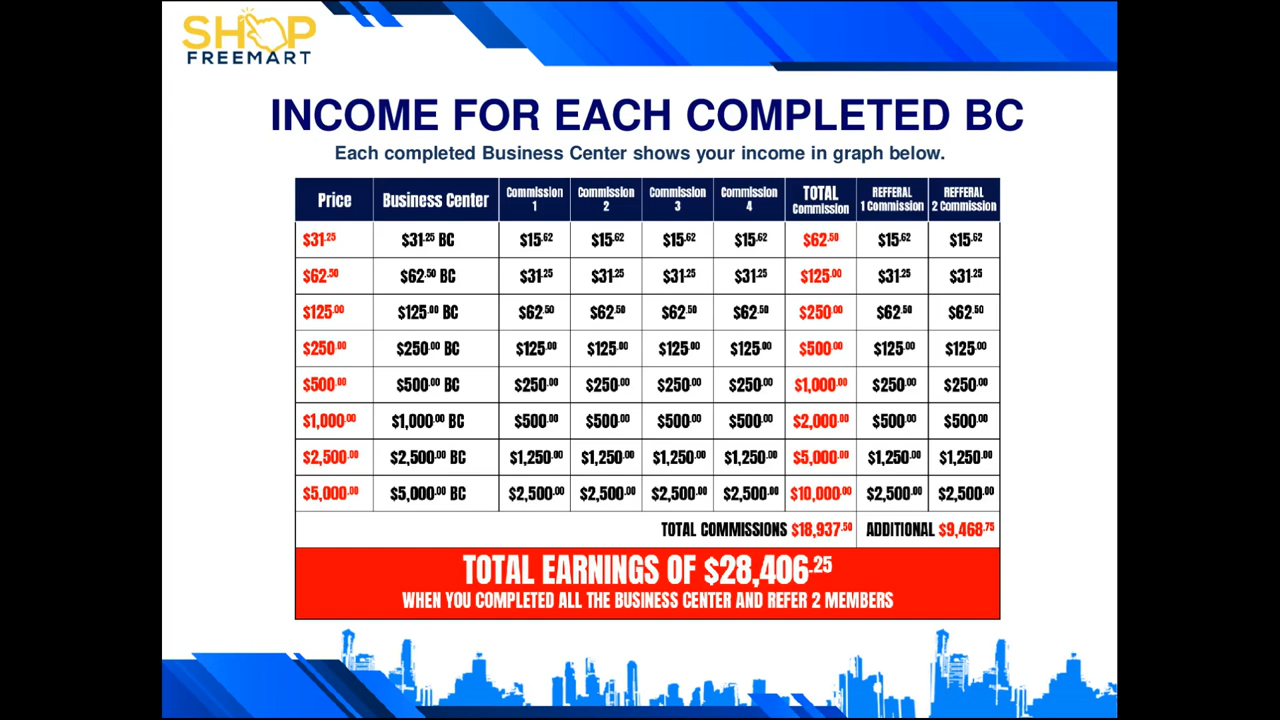 SHOP
FREEMART
INCOME FOR EACH COMPLETED BC
Each completed Business Center shows your income in graph below.
Price Business Center Commission 1 Commission 2 Commission 3 Commission 4 TOTAL Commission REFFERAL 1 Commission REFFERAL 2 Commission
$31.25 $31.25 BC $15.62 $15.62 $15.62 $15.62 $62.50 $15.62 $15.62
$62.50 $62.50 BC $31.25 $31.25 $31.25 $31.25 $125.00 $31.25 $31.25
$125.00 $125.00 BC $62.50 $62.50 $62.50 $62.50 $250.00 $62.50 $62.50
$250.00 $250.00 BC $125.00 $125.00 $125.00 $125.00 $500.00 $125.00 $125.00
$500.00 $500.00 BC $250.00 $250.00 $250.00 $250.00 $1,000.00 $250.00 $250.00
$1,000.00 $1,000.00 BC $500.00 $500.00 $500.00 $500.00 $2,000.00 $500.00 $500.00
$2,500.00 $2,500.00 BC $1,250.00 $1,250.00 $1,250.00 $1,250.00 $5,000.00 $1,250.00 $1,250.00
$5,000.00 $5,000.00 BC $2,500.00 $2,500.00 $2,500.00 $2,500.00 $10,000.00 $2,500.00 $2,500.00
TOTAL COMMISSIONS $18,937.50 ADDITIONAL $9,468.75
TOTAL EARNINGS OF $28,406.25
WHEN YOU COMPLETED ALL THE BUSINESS CENTER AND REFER 2 MEMBERS